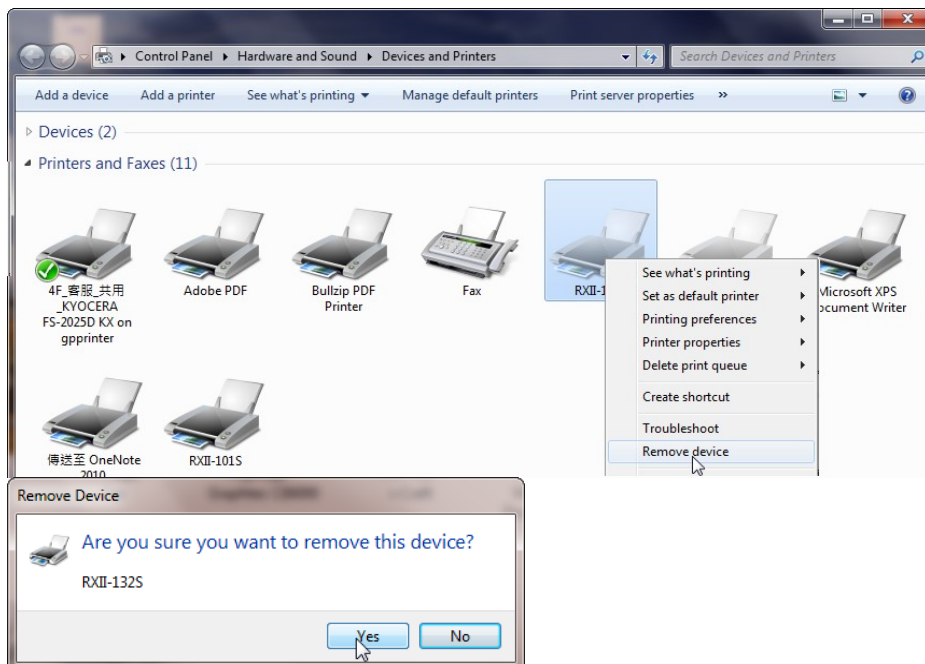 Control Panel Hardware and Sound Devices and Printers
Search Devices and Printers
Add a device Add a printer See what's printing Manage default printers Print server properties »
Devices (2)
Printers and Faxes (11)
4F_客服_共用
_KYOCERA
FS-2025D KX on
gpprinter
Adobe PDF
Bullzip PDF
Printer
Fax
RXII-1
Microsoft XPS
ocument Writer
See what's printing
Set as default printer
Printing preferences
Printer properties
Delete print queue
Create shortcut
Troubleshoot
Remove device
傳送至 OneNote
2010
RXII-101S
Remove Device
Are you sure you want to remove this device?
RXII-132S
Yes No